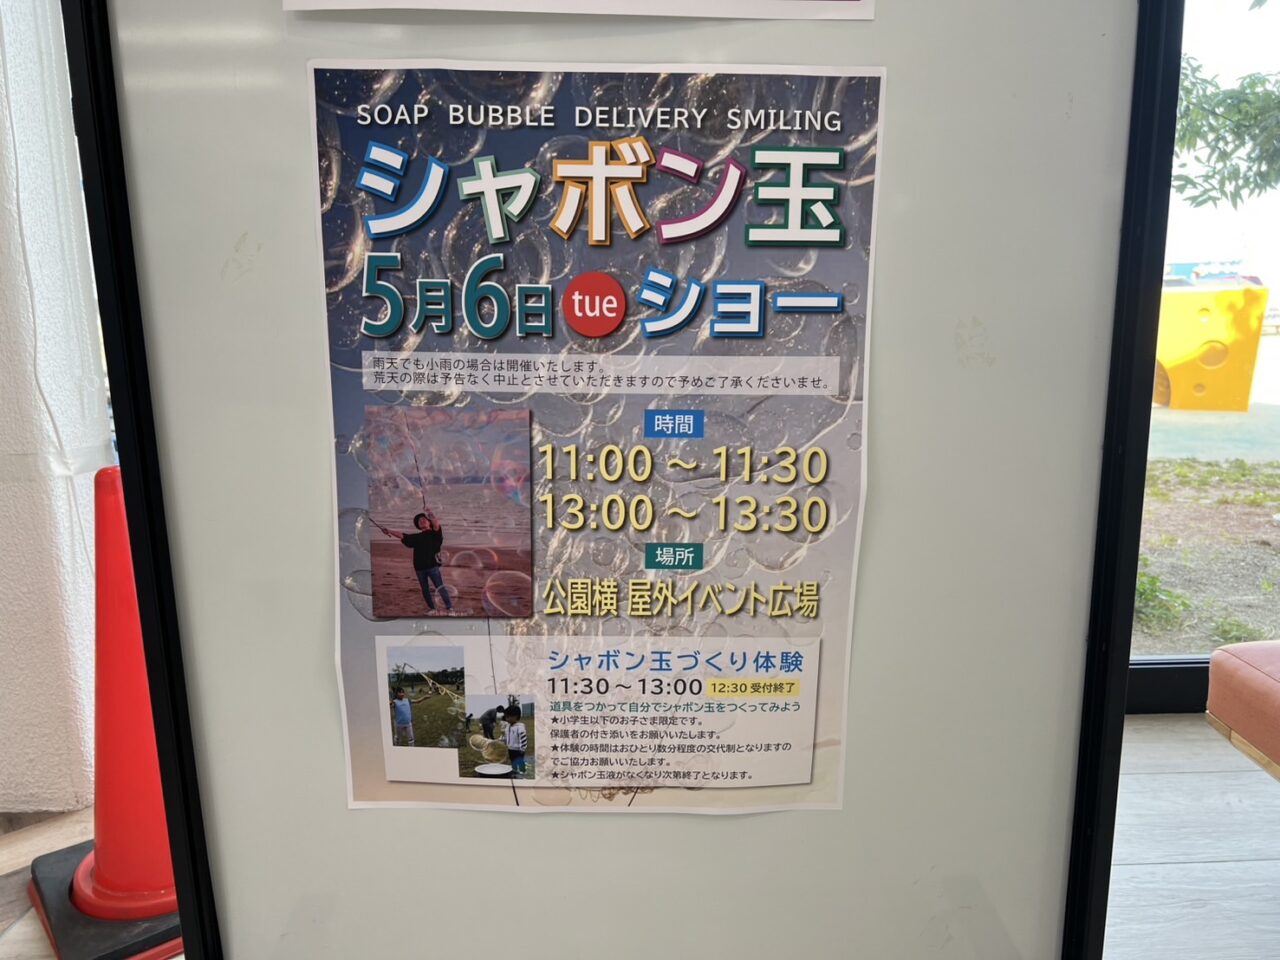 SOAP BUBBLE DELIVERY SMILING
シャボン玉
5月6日 tue ショー
雨天でも小雨の場合は開催いたします。
荒天の際は予告なく中止とさせていただきますので予めご了承くださいませ。
時間
11:00 ～ 11:30
13:00 ～ 13:30
場所
公園横 屋外イベント広場
シャボン玉づくり体験
11:30 ～ 13:00 12:30 受付終了
道具をつかって自分でシャボン玉をつくってみよう
★小学生以下のお子さま限定です。
保護者の付き添いをお願いいたします。
★体験の時間はおひとり数分程度の交代制となりますの
でご協力お願いいたします。
★シャボン玉液がなくなり次第終了となります。